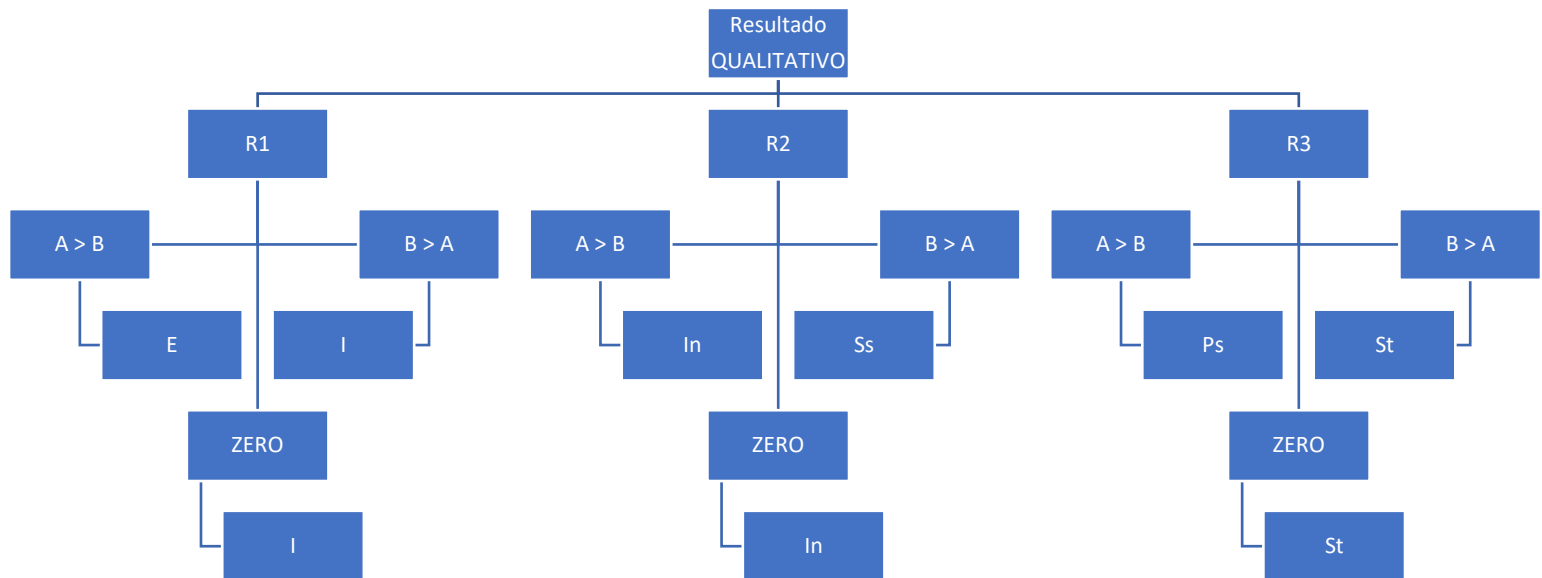 Resultado
QUALITATIVO
R1
R2
R3
A > B
B > A
A > B
B > A
A > B
B > A
E
I
In
Ss
Ps
St
ZERO
ZERO
ZERO
I
In
St